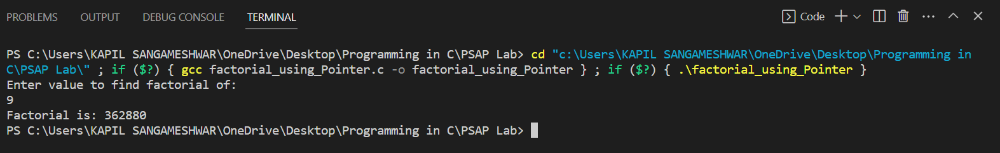 PROBLEMS OUTPUT DEBUG CONSOLE TERMINAL Code
PS C:\Users\KAPIL SANGAMESHWAR\OneDrive\Desktop\Programming in C\PSAP Lab> cd "c:\Users\KAPIL SANGAMESHWAR\OneDrive\Desktop\Programming in
C\PSAP Lab\" ; if ($?) { gcc factorial_using_Pointer.c -o factorial_using_Pointer } ; if ($?) { .\factorial_using_Pointer }
Enter value to find factorial of:
9
Factorial is: 362880
PS C:\Users\KAPIL SANGAMESHWAR\OneDrive\Desktop\Programming in C\PSAP Lab>